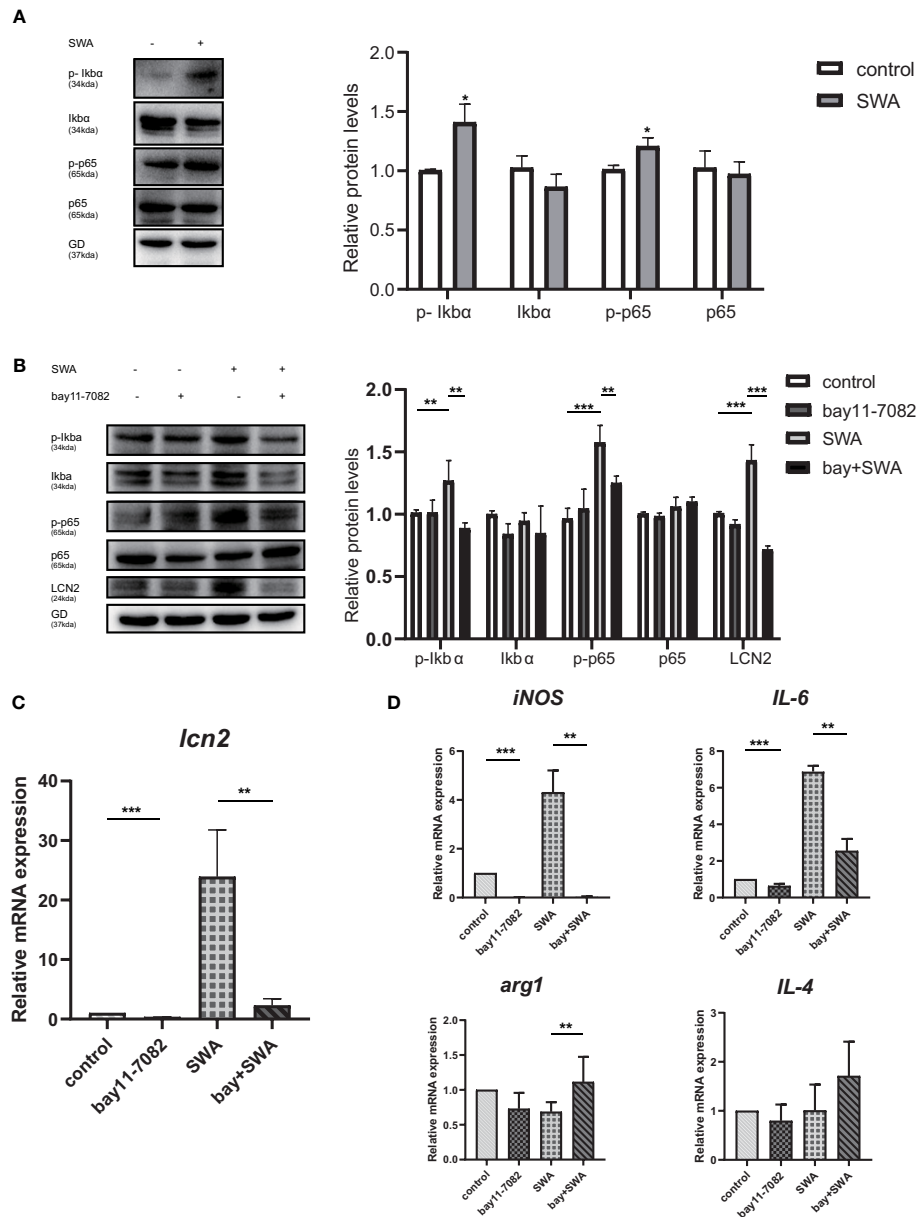 A
SWA - +
p- Ikbα
(34kda)
Ikbα
(34kda)
p-p65
(65kda)
p65
(65kda)
GD
(37kda)
Relative protein levels
2.0
1.5
1.0
0.5
0.0
* *
p- Ikbα Ikbα p-p65 p65
control
SWA
B
SWA - - + +
bay11-7082 - + - +
p-Ikba
(34kda)
Ikba
(34kda)
p-p65
(65kda)
p65
(65kda)
LCN2
(24kda)
GD
(37kda)
Relative protein levels
2.0
1.5
1.0
0.5
0.0
** ** *** ** *** ***
p-Ikb α Ikb α p-p65 p65 LCN2
control
bay11-7082
SWA
bay+SWA
C
lcn2
Relative mRNA expression
40
30
20
10
0
*** **
control bay11-7082 SWA bay+SWA
D
iNOS
Relative mRNA expression
6
4
2
0
*** **
control bay11-7082 SWA bay+SWA
IL-6
Relative mRNA expression
8
6
4
2
0
*** **
control bay11-7082 SWA bay+SWA
arg1
Relative mRNA expression
2.0
1.5
1.0
0.5
0.0
**
control bay11-7082 SWA bay+SWA
IL-4
Relative mRNA expression
4
3
2
1
0
control bay11-7082 SWA bay+SWA